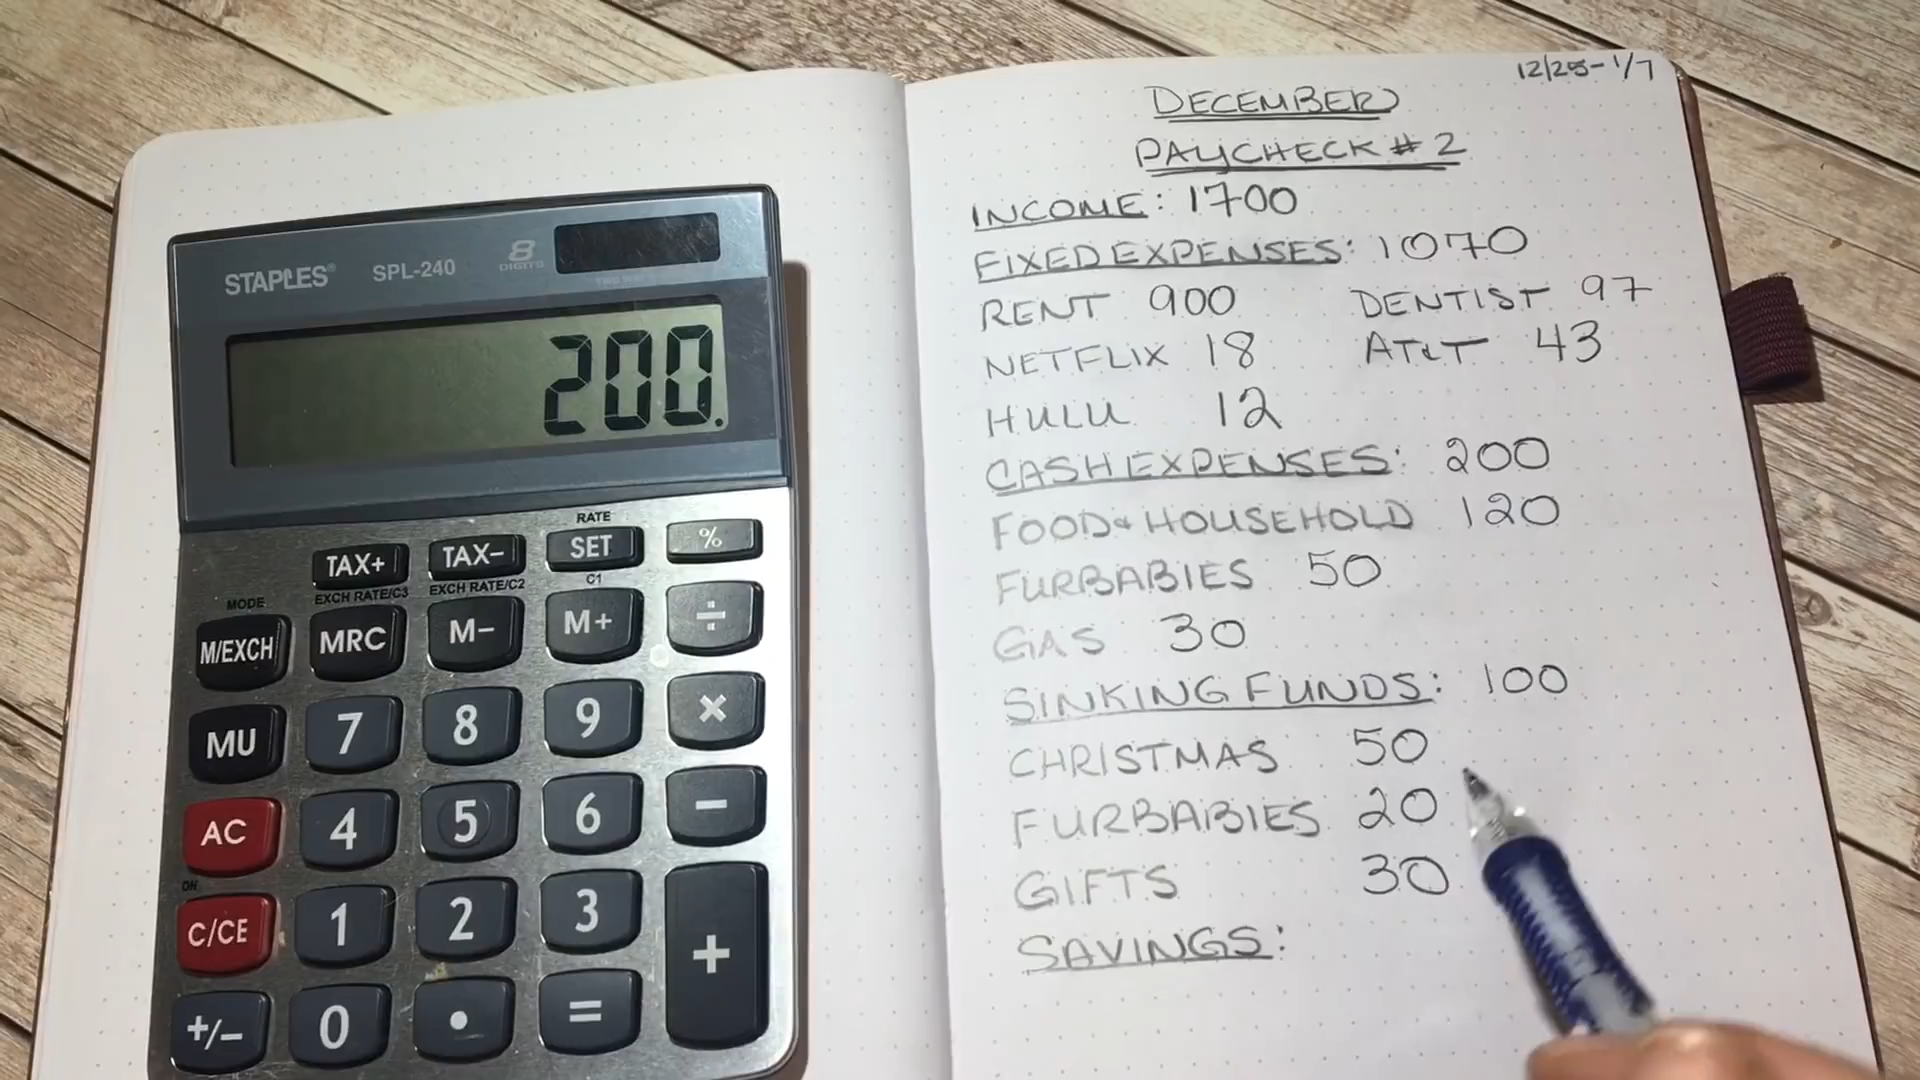 STAPLES® SPL-240 8 DIGITS
200.
RATE
TAX+ TAX- SET %
EXCH RATE/C3 EXCH RATE/C2 C1
MODE
M/EXCH MRC M- M+ ÷
MU 7 8 9 ×
AC 4 5 6 -
ON
C/CE 1 2 3 +
+/- 0 • =
12/25-1/7
DECEMBER
PAYCHECK #2
INCOME: 1700
FIXED EXPENSES: 1070
RENT 900 DENTIST 97
NETFLIX 18 AT&T 43
HULU 12
CASH EXPENSES: 200
FOOD & HOUSEHOLD 120
FURBABIES 50
GAS 30
SINKING FUNDS: 100
CHRISTMAS 50
FURBABIES 20
GIFTS 30
SAVINGS: